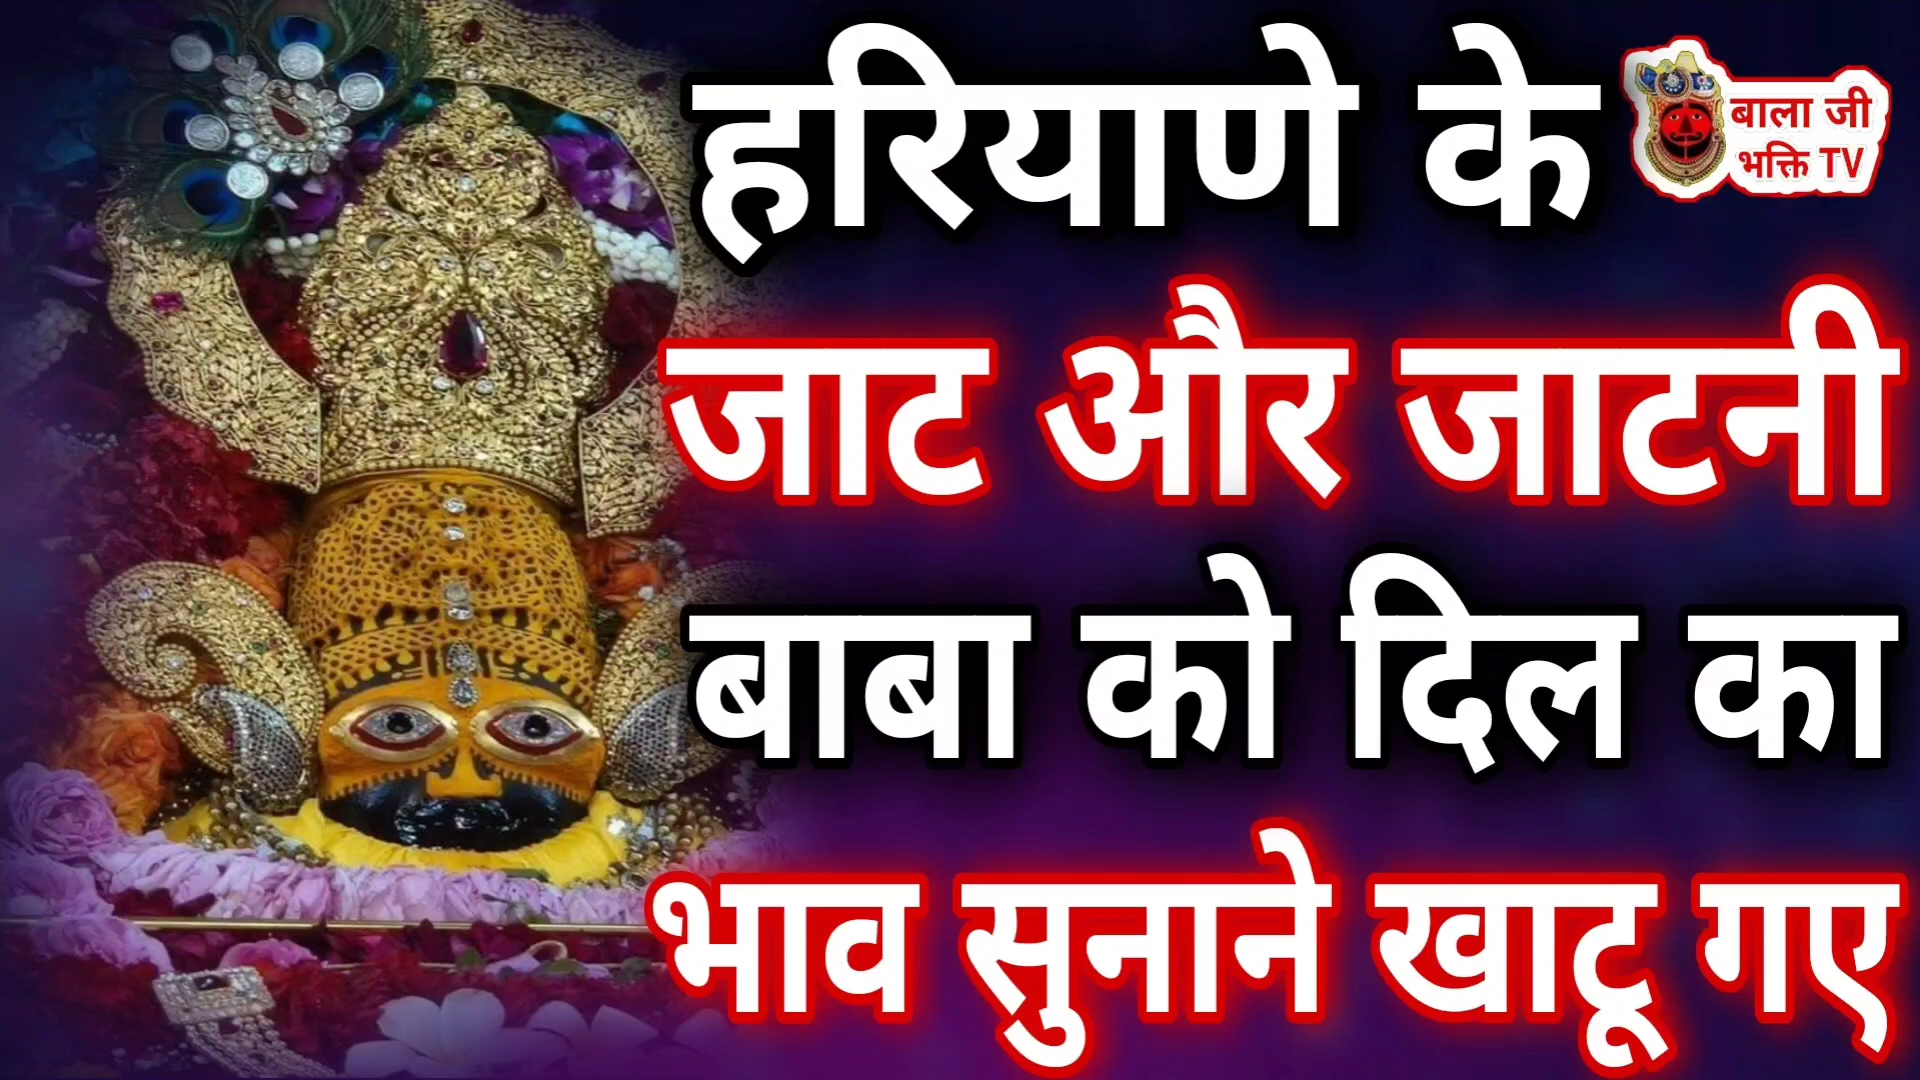 हरियाणे के
बाला जी
भक्ति TV
जाट और जाटनी
बाबा को दिल का
भाव सुनाने खाटू गए